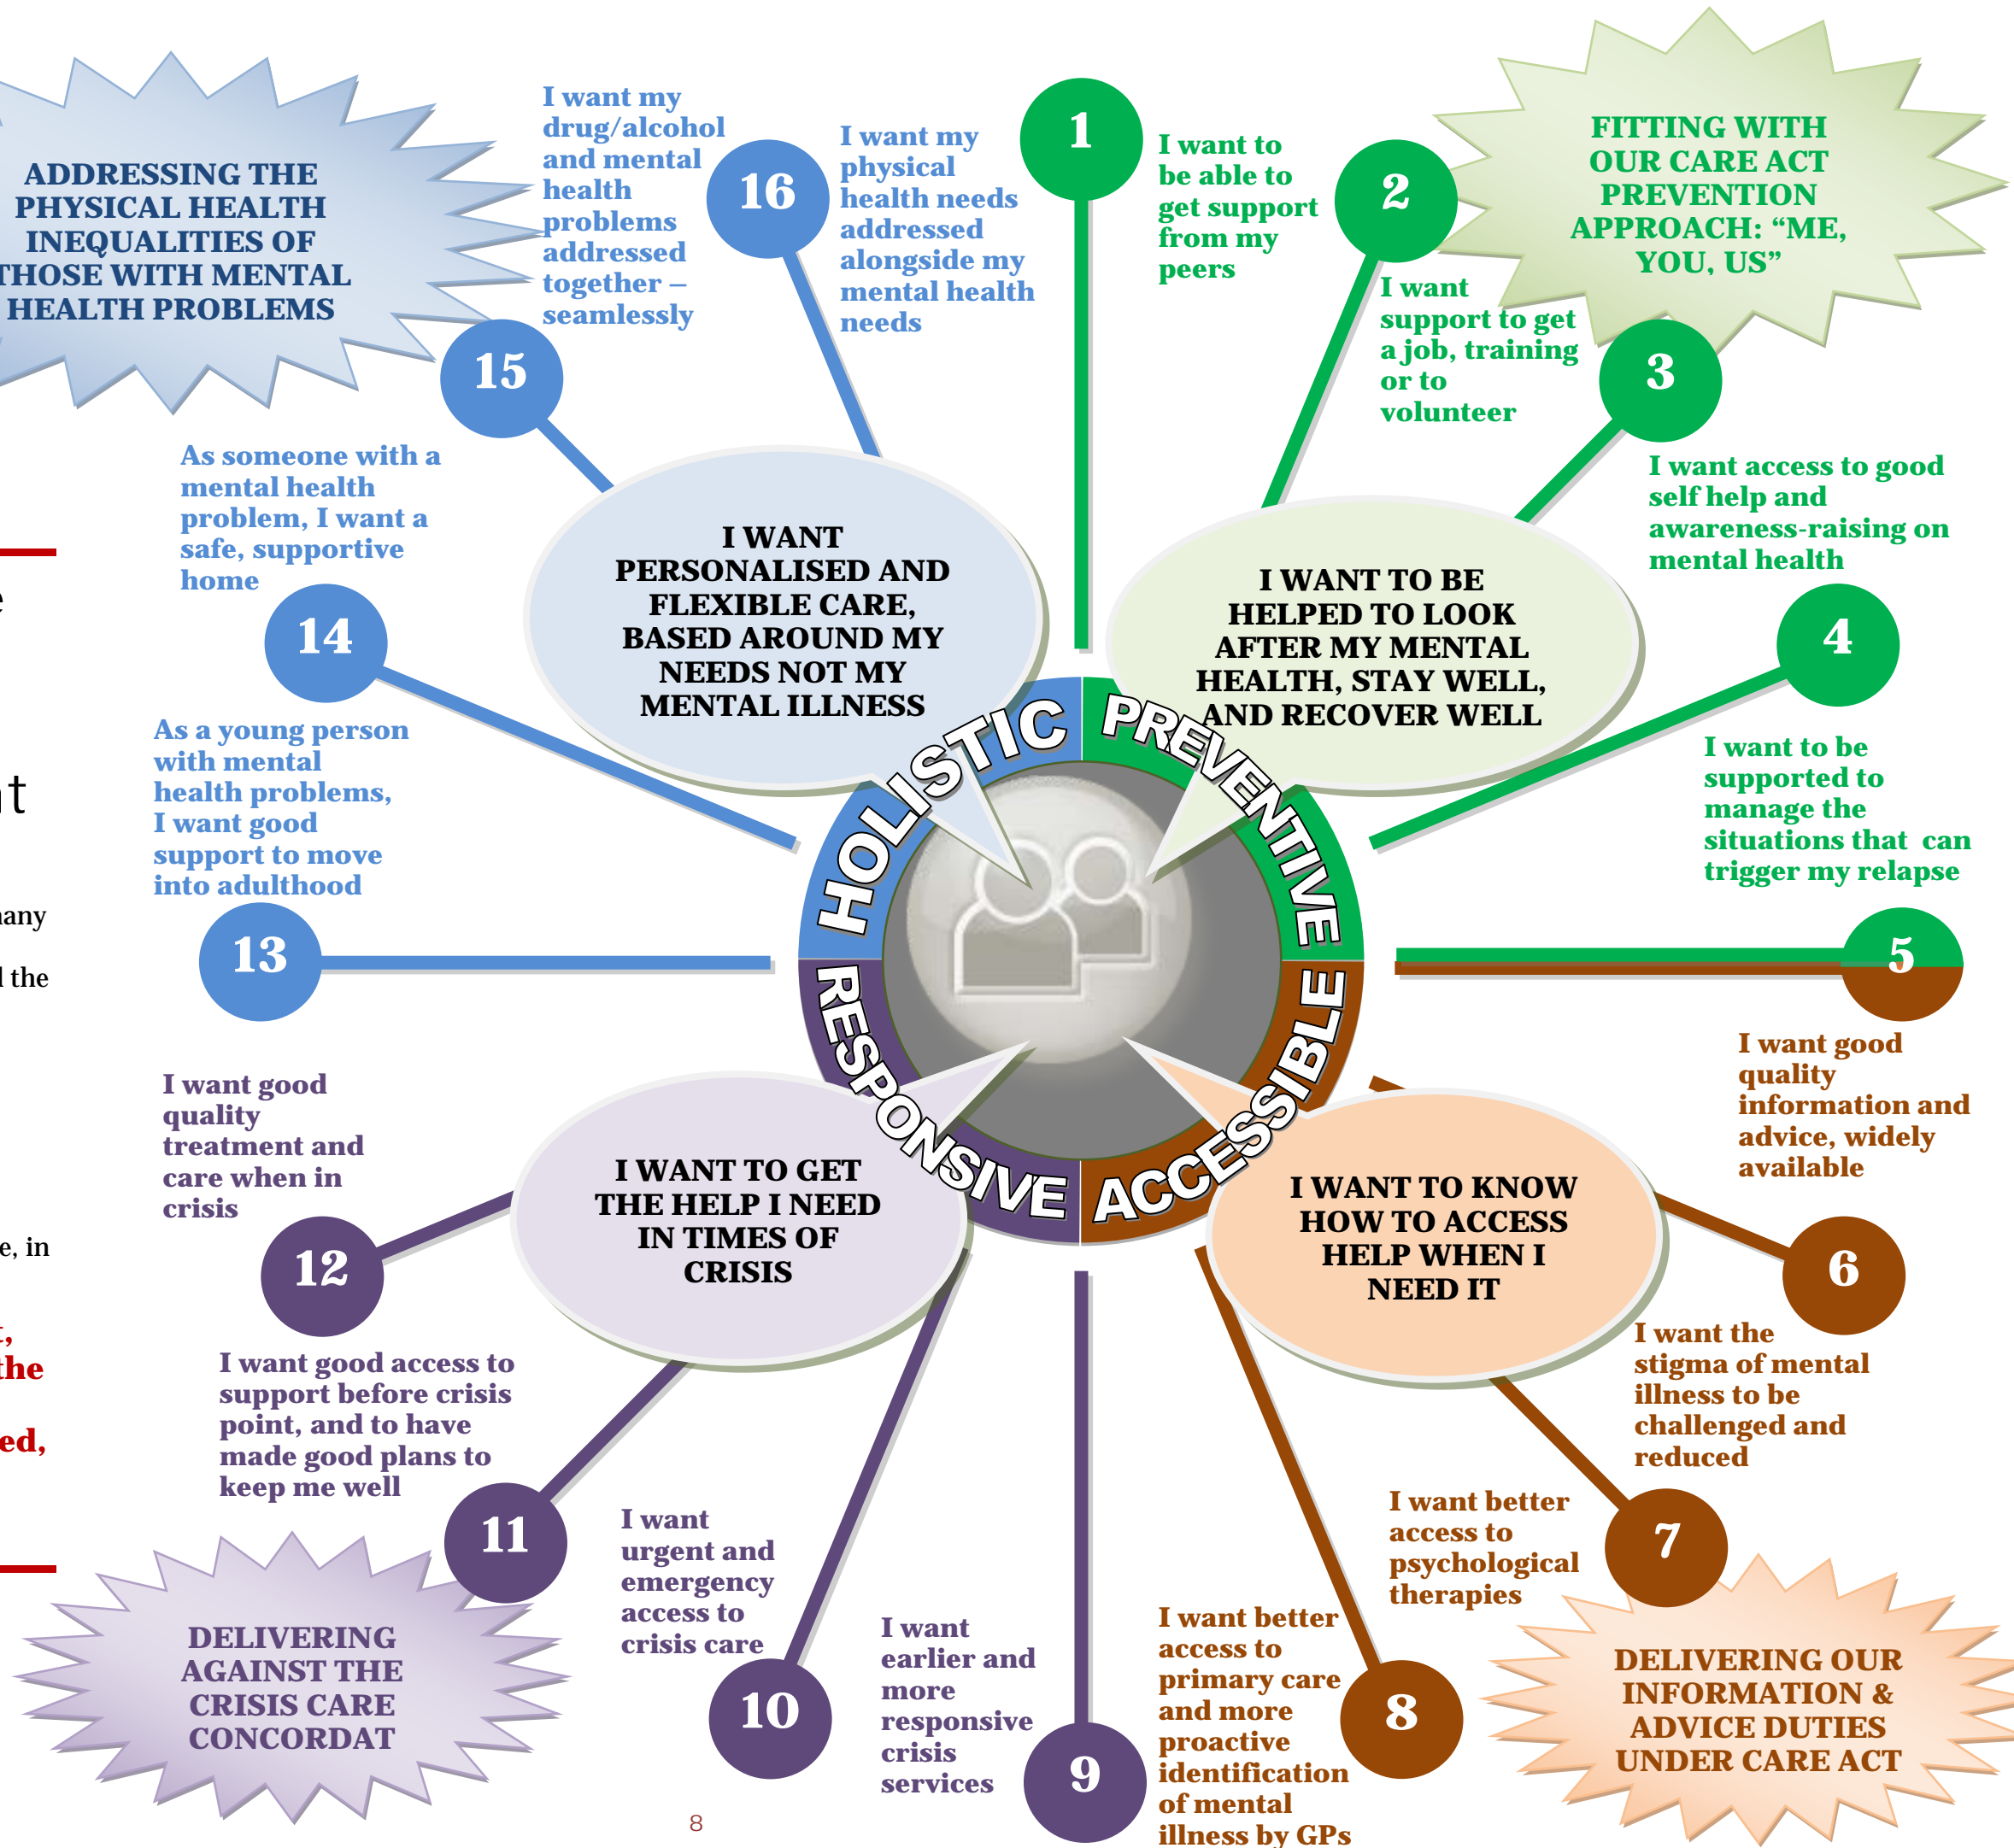 ADDRESSING THE
PHYSICAL HEALTH
INEQUALITIES OF
THOSE WITH MENTAL
HEALTH PROBLEMS
I want my
drug/alcohol
and mental
health
problems
addressed
together –
seamlessly
16
I want my
physical
health needs
addressed
alongside my
mental health
needs
1
I want to
be able to
get support
from my
peers
2
I want
support to get
a job, training
or to
volunteer
FITTING WITH
OUR CARE ACT
PREVENTION
APPROACH: “ME,
YOU, US”
3
I want access to good
self help and
awareness-raising on
mental health
15
As someone with a
mental health
problem, I want a
safe, supportive
home
14
I WANT
PERSONALISED AND
FLEXIBLE CARE,
BASED AROUND MY
NEEDS NOT MY
MENTAL ILLNESS
I WANT TO BE
HELPED TO LOOK
AFTER MY MENTAL
HEALTH, STAY WELL,
AND RECOVER WELL
4
I want to be
supported to
manage the
situations that can
trigger my relapse
As a young person
with mental
health problems,
I want good
support to move
into adulthood
13
HOLISTIC
PREVENTIVE
RESPONSIVE
ACCESSIBLE
5
I want good
quality
information and
advice, widely
available
I want good
quality
treatment and
care when in
crisis
12
I WANT TO GET
THE HELP I NEED
IN TIMES OF
CRISIS
I WANT TO KNOW
HOW TO ACCESS
HELP WHEN I
NEED IT
6
I want the
stigma of mental
illness to be
challenged and
reduced
I want good access to
support before crisis
point, and to have
made good plans to
keep me well
11
I want
urgent and
emergency
access to
crisis care
10
I want
earlier and
more
responsive
crisis
services
9
I want better
access to
primary care
and more
proactive
identification
of mental
illness by GPs
8
I want better
access to
psychological
therapies
7
DELIVERING
AGAINST THE
CRISIS CARE
CONCORDAT
DELIVERING OUR
INFORMATION &
ADVICE DUTIES
UNDER CARE ACT
the
e, in
the
8